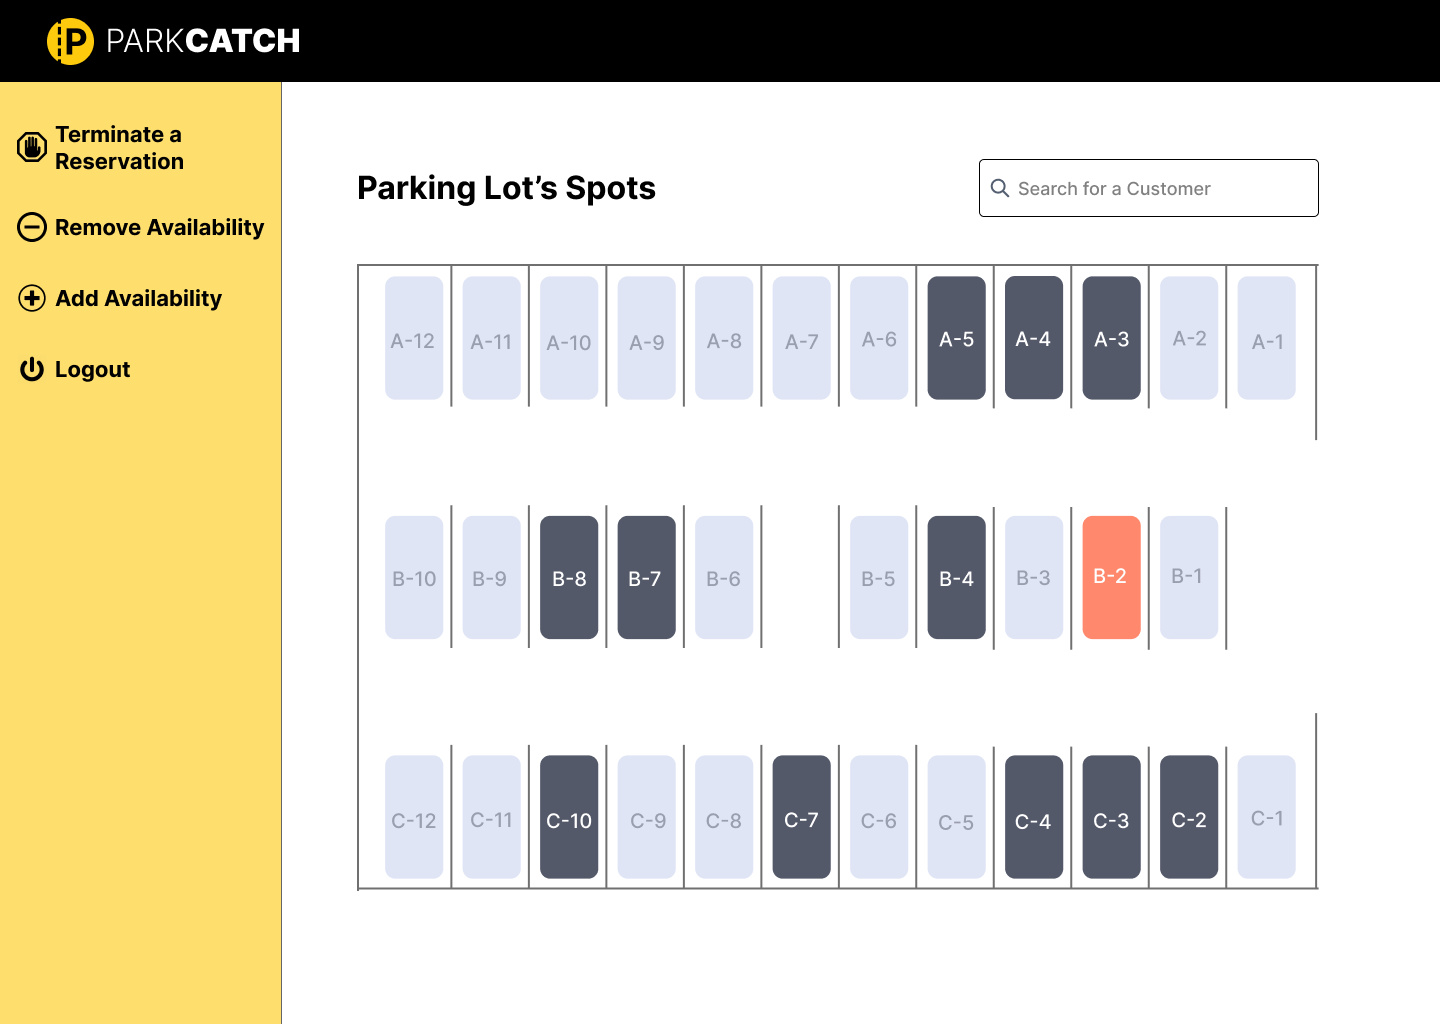 PARKCATCH
Terminate a
Reservation
Remove Availability
Add Availability
Logout
Parking Lot’s Spots
Search for a Customer
A-12 A-11 A-10 A-9 A-8 A-7 A-6 A-5 A-4 A-3 A-2 A-1
B-10 B-9 B-8 B-7 B-6 B-5 B-4 B-3 B-2 B-1
C-12 C-11 C-10 C-9 C-8 C-7 C-6 C-5 C-4 C-3 C-2 C-1